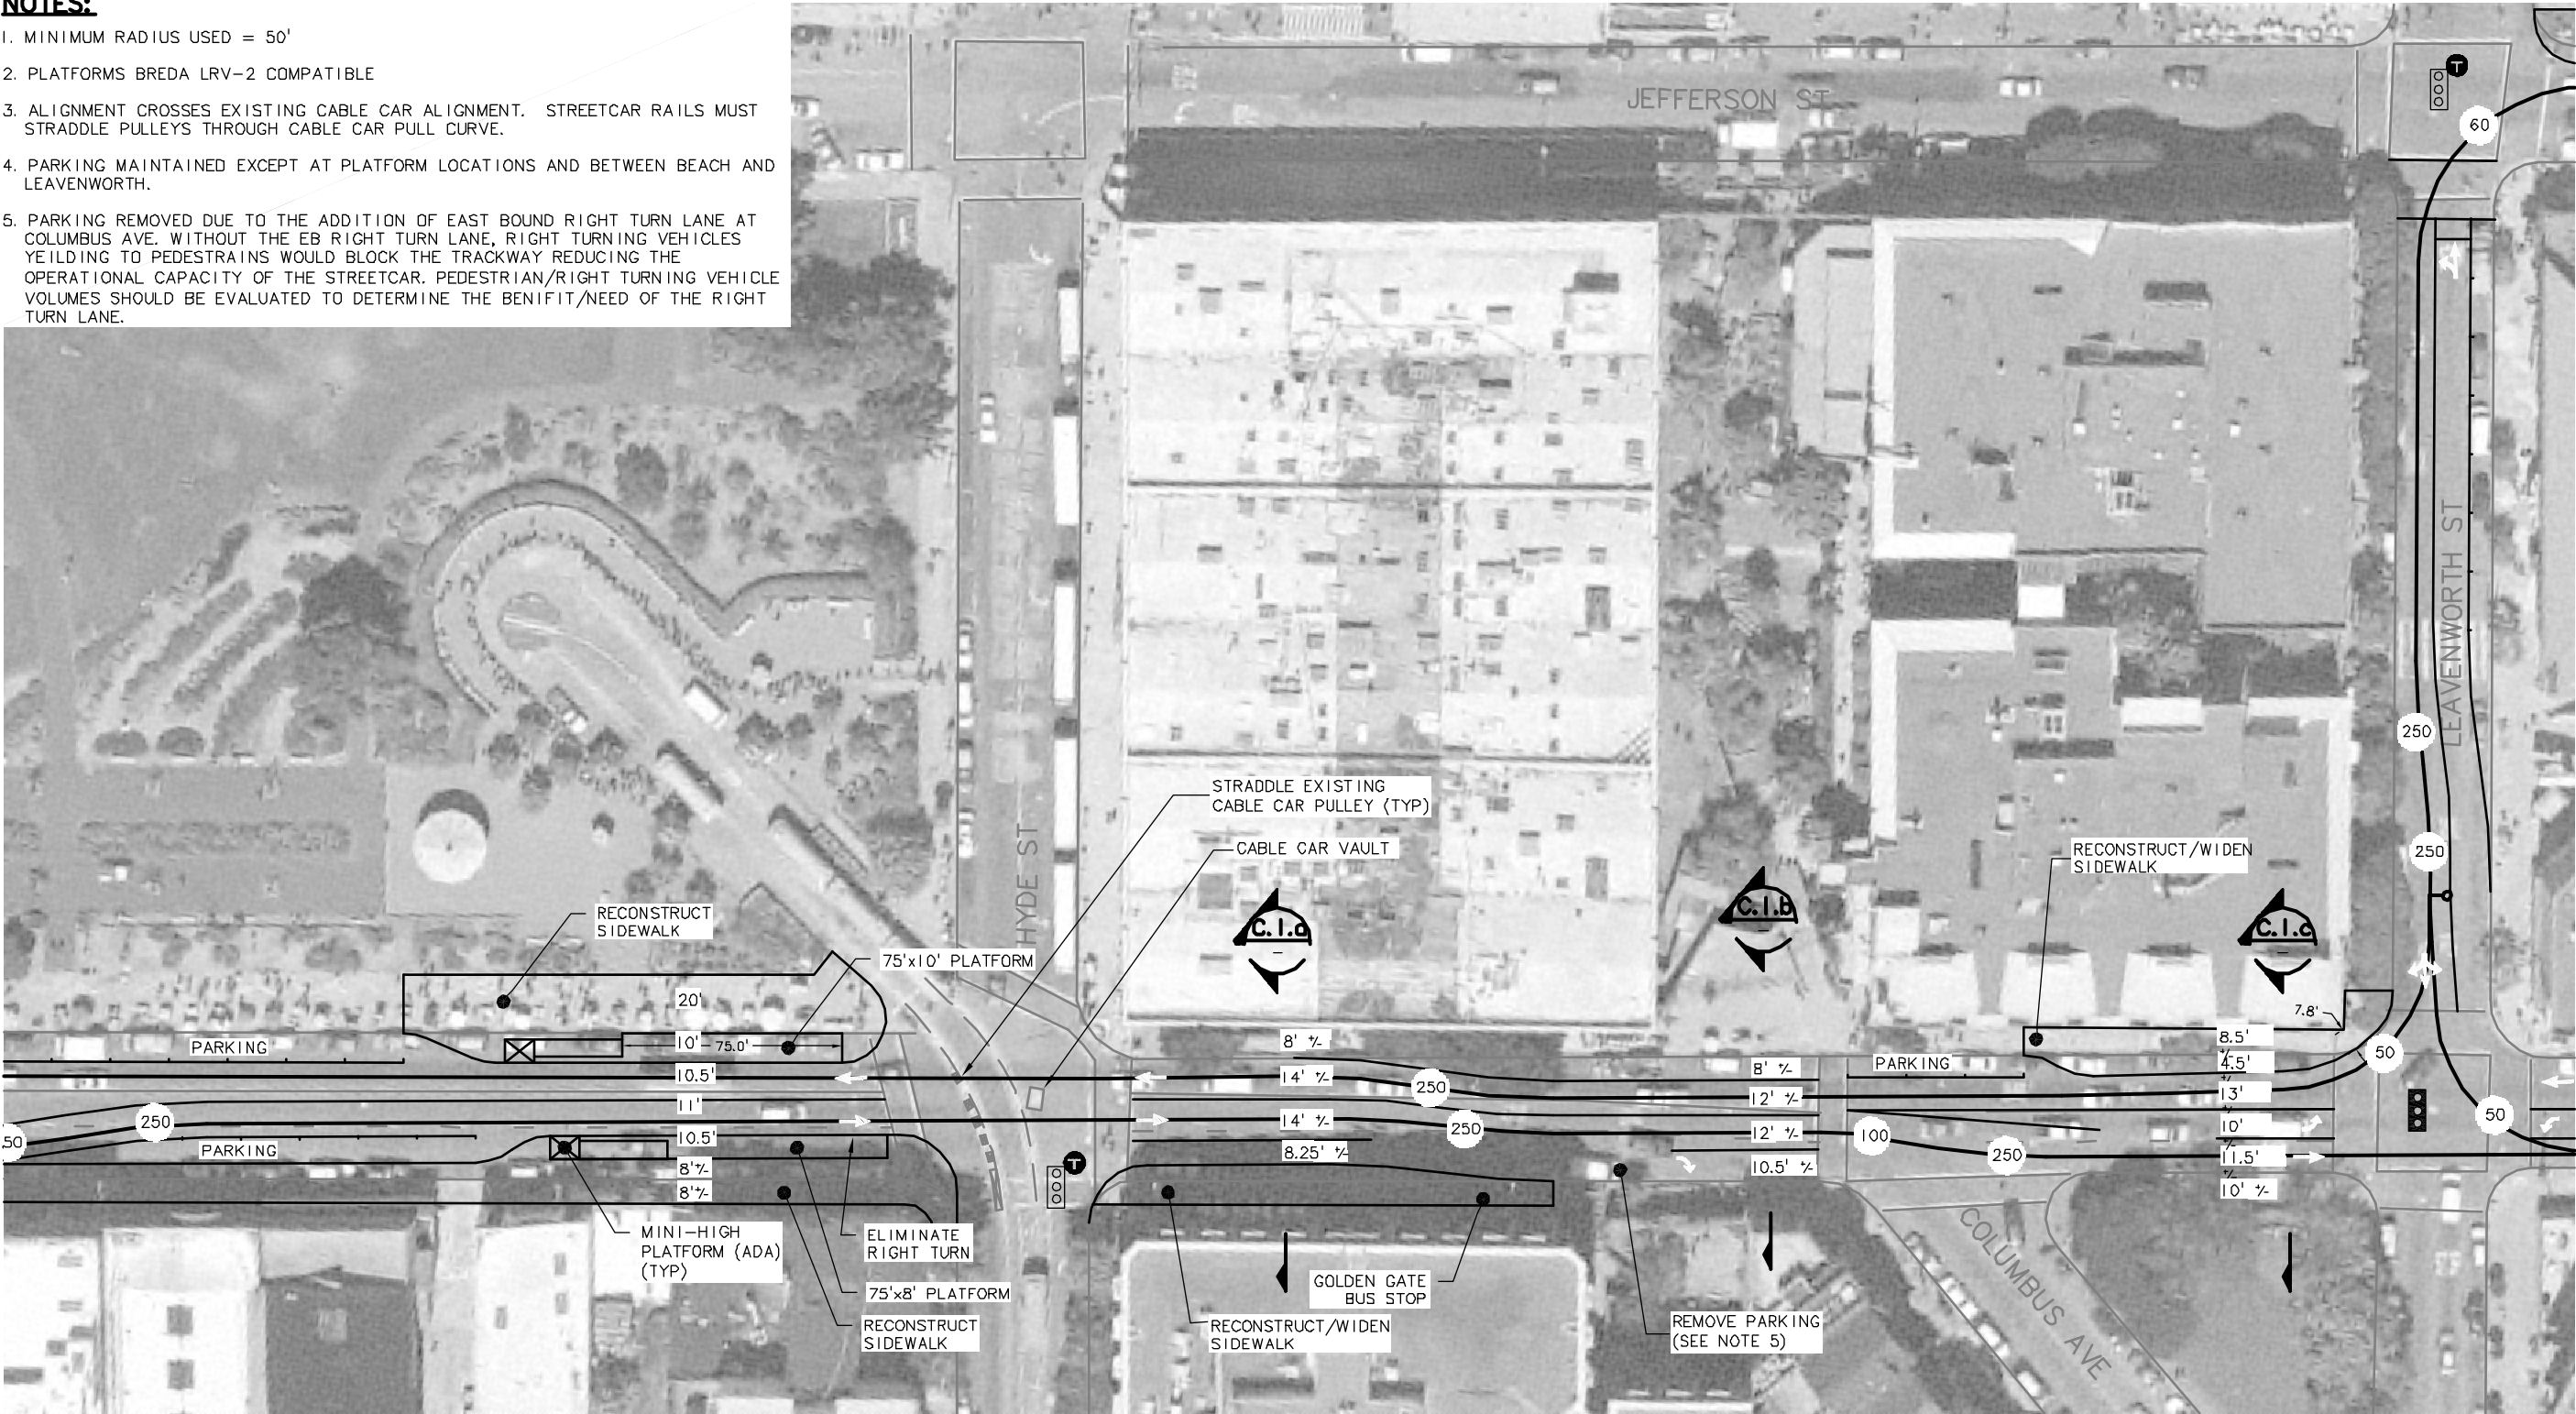 NOTES:
1. MINIMUM RADIUS USED = 50'
2. PLATFORMS BREDA LRV-2 COMPATIBLE
3. ALIGNMENT CROSSES EXISTING CABLE CAR ALIGNMENT. STREETCAR RAILS MUST
STRADDLE PULLEYS THROUGH CABLE CAR PULL CURVE.
4. PARKING MAINTAINED EXCEPT AT PLATFORM LOCATIONS AND BETWEEN BEACH AND
LEAVENWORTH.
5. PARKING REMOVED DUE TO THE ADDITION OF EAST BOUND RIGHT TURN LANE AT
COLUMBUS AVE. WITHOUT THE EB RIGHT TURN LANE, RIGHT TURNING VEHICLES
YEILDING TO PEDESTRAINS WOULD BLOCK THE TRACKWAY REDUCING THE
OPERATIONAL CAPACITY OF THE STREETCAR. PEDESTRIAN/RIGHT TURNING VEHICLE
VOLUMES SHOULD BE EVALUATED TO DETERMINE THE BENIFIT/NEED OF THE RIGHT
TURN LANE.
JEFFERSON ST
T
60
LEAVENWORTH ST
250
250
HYDE ST
STRADDLE EXISTING
CABLE CAR PULLEY (TYP)
CABLE CAR VAULT
RECONSTRUCT/WIDEN
SIDEWALK
RECONSTRUCT
SIDEWALK
75'x10' PLATFORM
C.1.a
C.1.b
C.1.c
20'
10'
75.0'
PARKING
10.5'
11'
250
50
10.5'
PARKING
8'+/-
8'+/-
8' +/-
14' +/-
250
14' +/-
250
8.25' +/-
8' +/-
12' +/-
12' +/-
10.5' +/-
PARKING
100
250
7.8'
8.5'
+/-
4.5'
+/-
13'
+/-
10'
+/-
11.5'
+/-
10' +/-
50
50
T
MINI-HIGH
PLATFORM (ADA)
(TYP)
ELIMINATE
RIGHT TURN
75'x8' PLATFORM
RECONSTRUCT
SIDEWALK
RECONSTRUCT/WIDEN
SIDEWALK
GOLDEN GATE
BUS STOP
REMOVE PARKING
(SEE NOTE 5)
COLUMBUS AVE